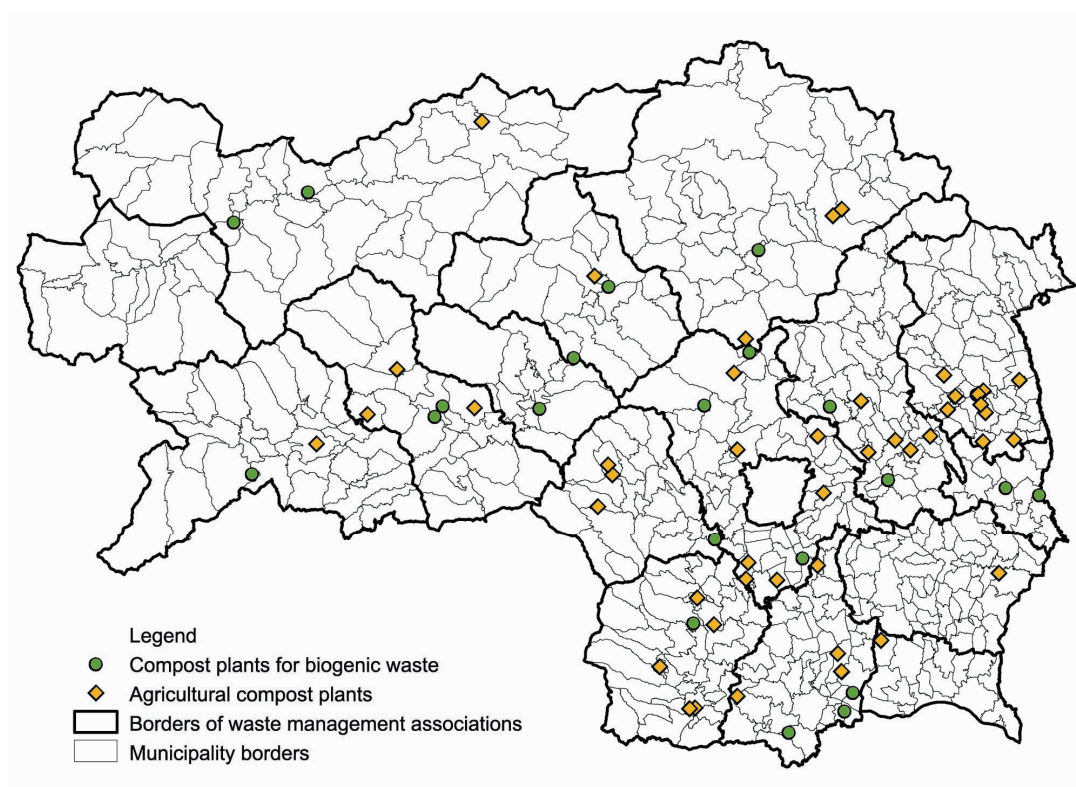 Legend
Compost plants for biogenic waste
Agricultural compost plants
Borders of waste management associations
Municipality borders